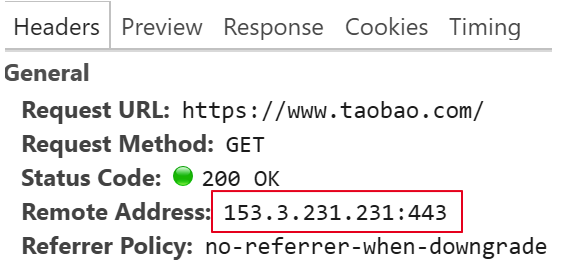 Headers Preview Response Cookies Timing
General
Request URL: https://www.taobao.com/
Request Method: GET
Status Code: 200 OK
Remote Address: 153.3.231.231:443
Referrer Policy: no-referrer-when-downgrade